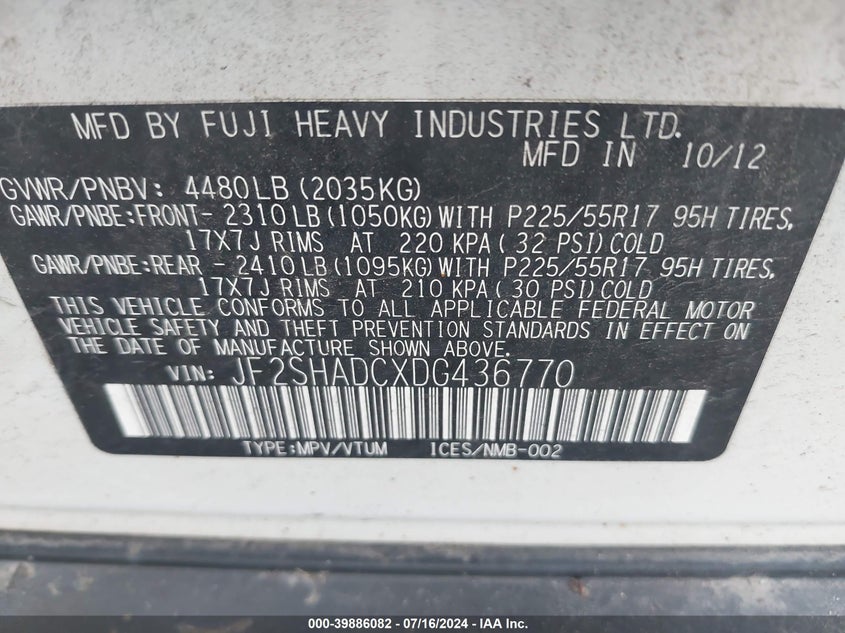 MFD BY FUJI HEAVY INDUSTRIES LTD.
MFD IN 10/12
GVWR/PNBV: 4480LB (2035KG)
GAWR/PNBE:FRONT- 2310LB(1050KG)WITH P225/55R17 95H TIRES,
17X7J RIMS AT 220 KPA(32 PSI)COLD
GAWR/PNBE:REAR - 2410LB(1095KG)WITH P225/55R17 95H TIRES,
17X7J RIMS AT 210 KPA(30 PSI)COLD
THIS VEHICLE CONFORMS TO ALL APPLICABLE FEDERAL MOTOR
VEHICLE SAFETY AND THEFT PREVENTION STANDARDS IN EFFECT ON
THE DATE OF MANUFACTURE SHOWN ABOVE.
VIN: JF2SHADCXDG436770
TYPE:MPV/VTUM ICES/NMB-002
000-39886082 / 07/16/2024 / IAA Inc.